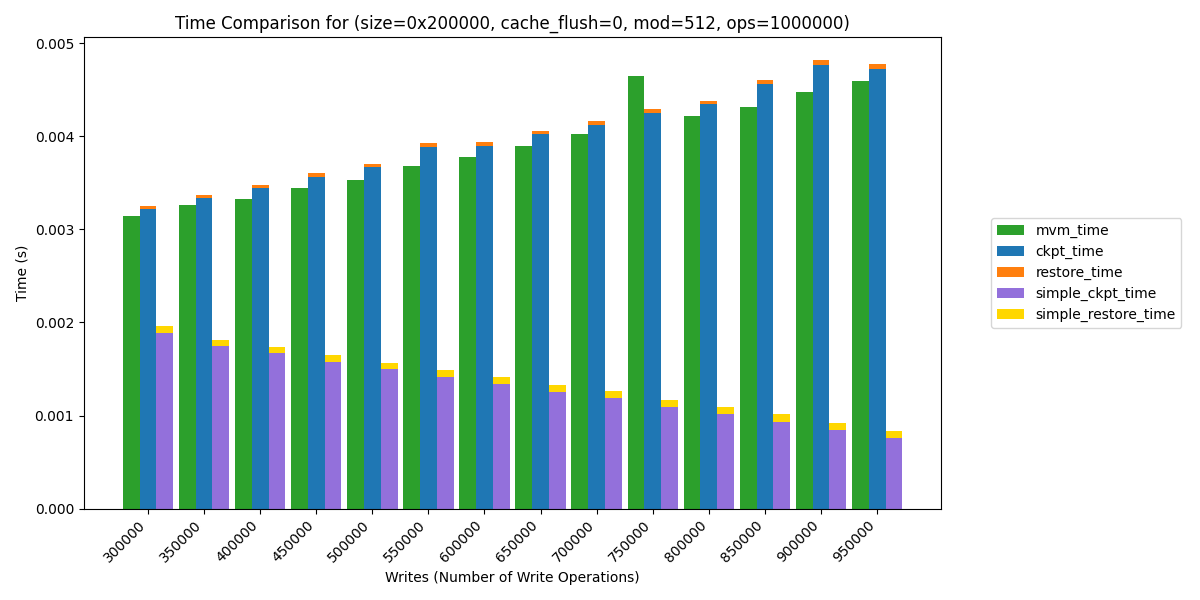 Time Comparison for (size=0x200000, cache_flush=0, mod=512, ops=1000000)
Time (s)
0.005
0.004
0.003
0.002
0.001
0.000
300000
350000
400000
450000
500000
550000
600000
650000
700000
750000
800000
850000
900000
950000
Writes (Number of Write Operations)
mvm_time
ckpt_time
restore_time
simple_ckpt_time
simple_restore_time